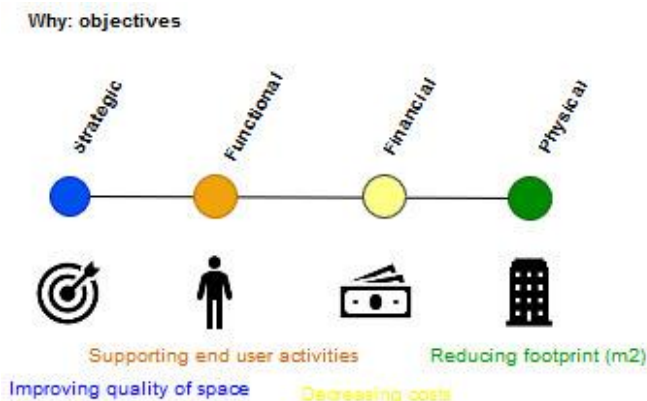 Why: objectives
Strategic
Functional
Financial
Physical
Supporting end user activities
Reducing footprint (m2)
Improving quality of space
Decreasing costs